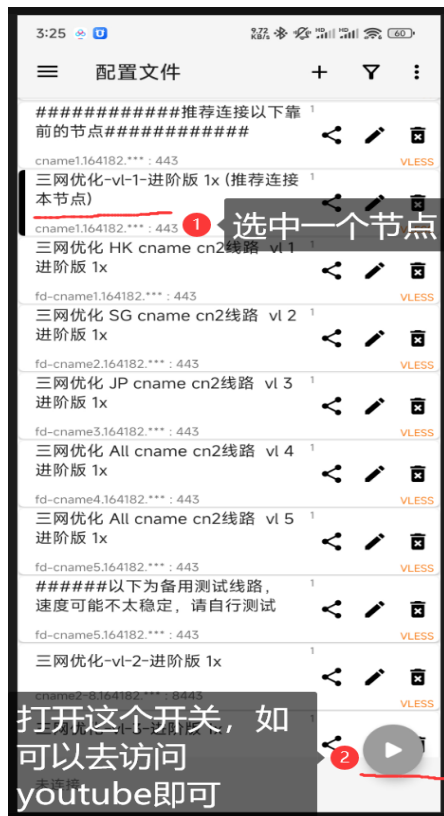 3:25
9.77 KB/s HD HD 60
配置文件
############推荐连接以下靠 1
前的节点############
cname1.164182.*** : 443
VLESS
三网优化-vl-1-进阶版 1x (推荐连接 1
本节点)
cname1.164182.*** : 443
1 选中一个节点
三网优化 HK cname cn2线路 vl 1
进阶版 1x
fd-cname1.164182.*** : 443
VLESS
三网优化 SG cname cn2线路 vl 2 1
进阶版 1x
fd-cname2.164182.*** : 443
VLESS
三网优化 JP cname cn2线路 vl 3 1
进阶版 1x
fd-cname3.164182.*** : 443
VLESS
三网优化 All cname cn2线路 vl 4 1
进阶版 1x
fd-cname4.164182.*** : 443
VLESS
三网优化 All cname cn2线路 vl 5 1
进阶版 1x
fd-cname5.164182.*** : 443
VLESS
######以下为备用测试线路， 1
速度可能不太稳定，请自行测试
fd-cname5.164182.*** : 443
VLESS
三网优化-vl-2-进阶版 1x 1
cname2-8.164182.*** : 8443
VLESS
打开这个开关，如
可以去访问
youtube即可
2
未连接